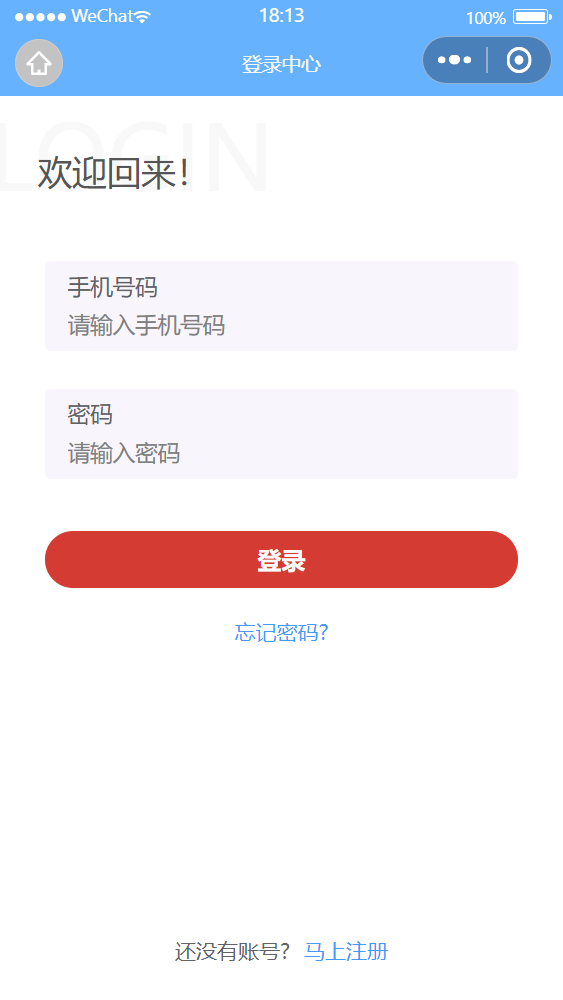 WeChat 18:13 100%
登录中心
LOGIN
欢迎回来！
手机号码
请输入手机号码
密码
请输入密码
登录
忘记密码？
还没有账号？ 马上注册